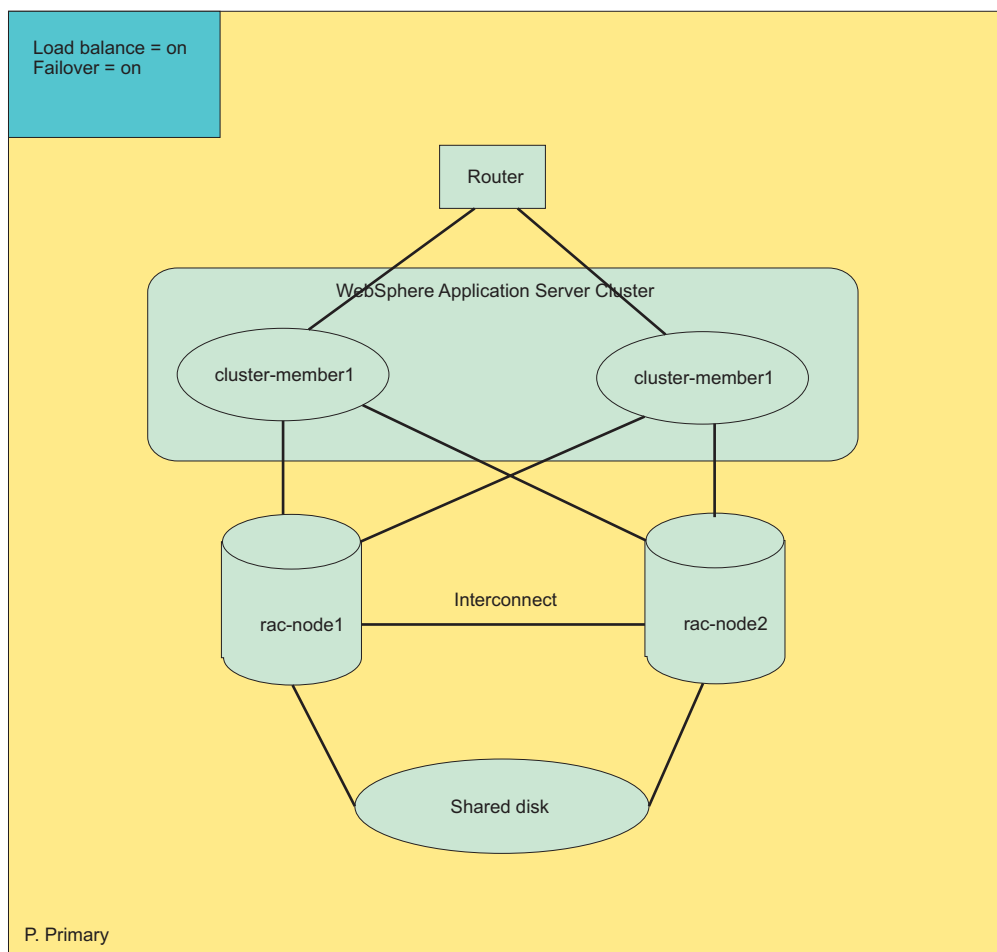 Load balance = on
Failover = on
Router
WebSphere Application Server Cluster
cluster-member1
cluster-member1
Interconnect
rac-node1
rac-node2
Shared disk
P. Primary